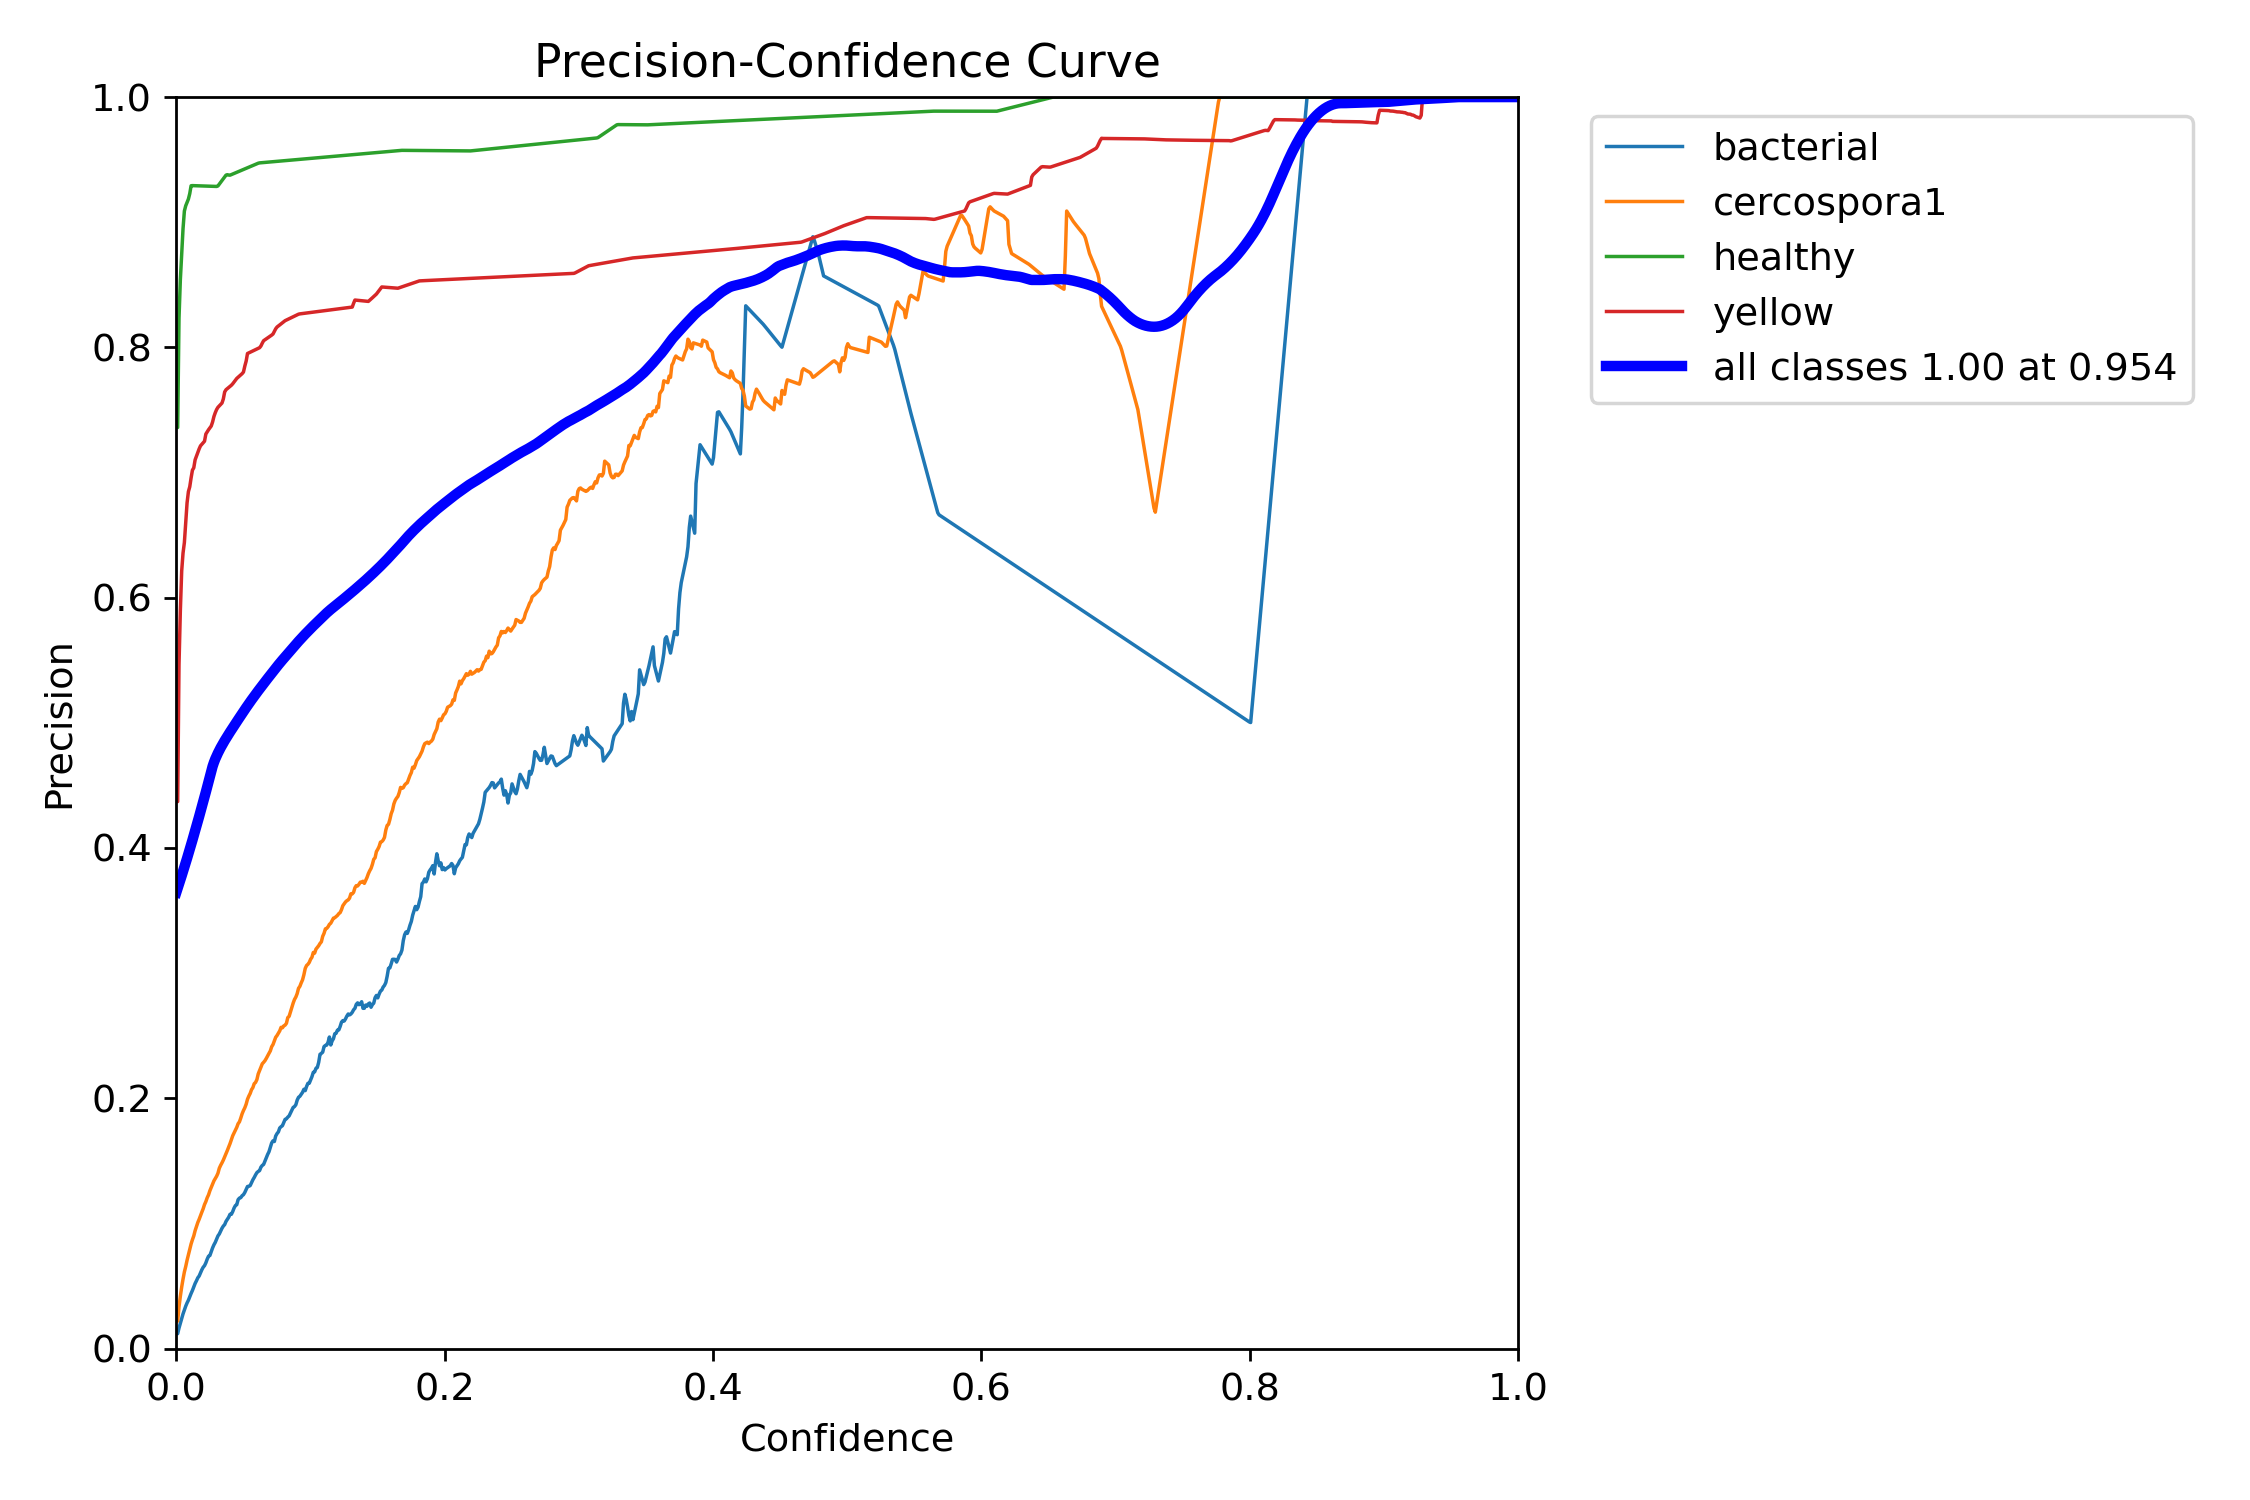 Precision-Confidence Curve
1.0
0.8
0.6
0.4
0.2
0.0
Precision
0.0 0.2 0.4 0.6 0.8 1.0
Confidence
bacterial
cercospora1
healthy
yellow
all classes 1.00 at 0.954